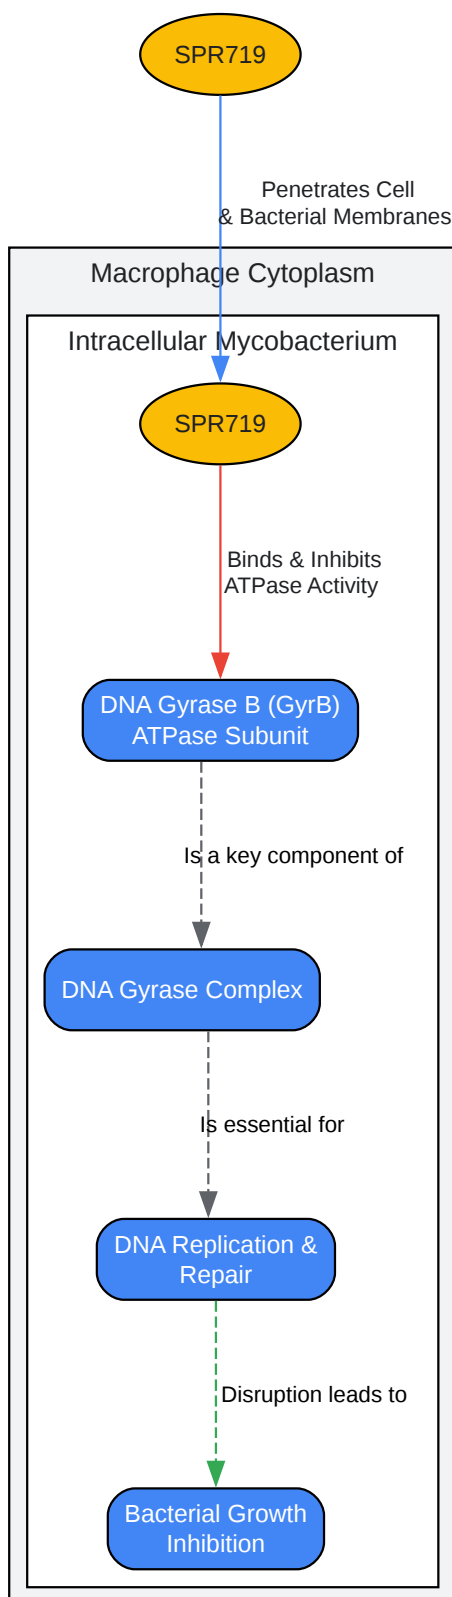 SPR719
Penetrates Cell
& Bacterial Membranes
Macrophage Cytoplasm
Intracellular Mycobacterium
SPR719
Binds & Inhibits
ATPase Activity
DNA Gyrase B (GyrB)
ATPase Subunit
Is a key component of
DNA Gyrase Complex
Is essential for
DNA Replication &
Repair
Disruption leads to
Bacterial Growth
Inhibition